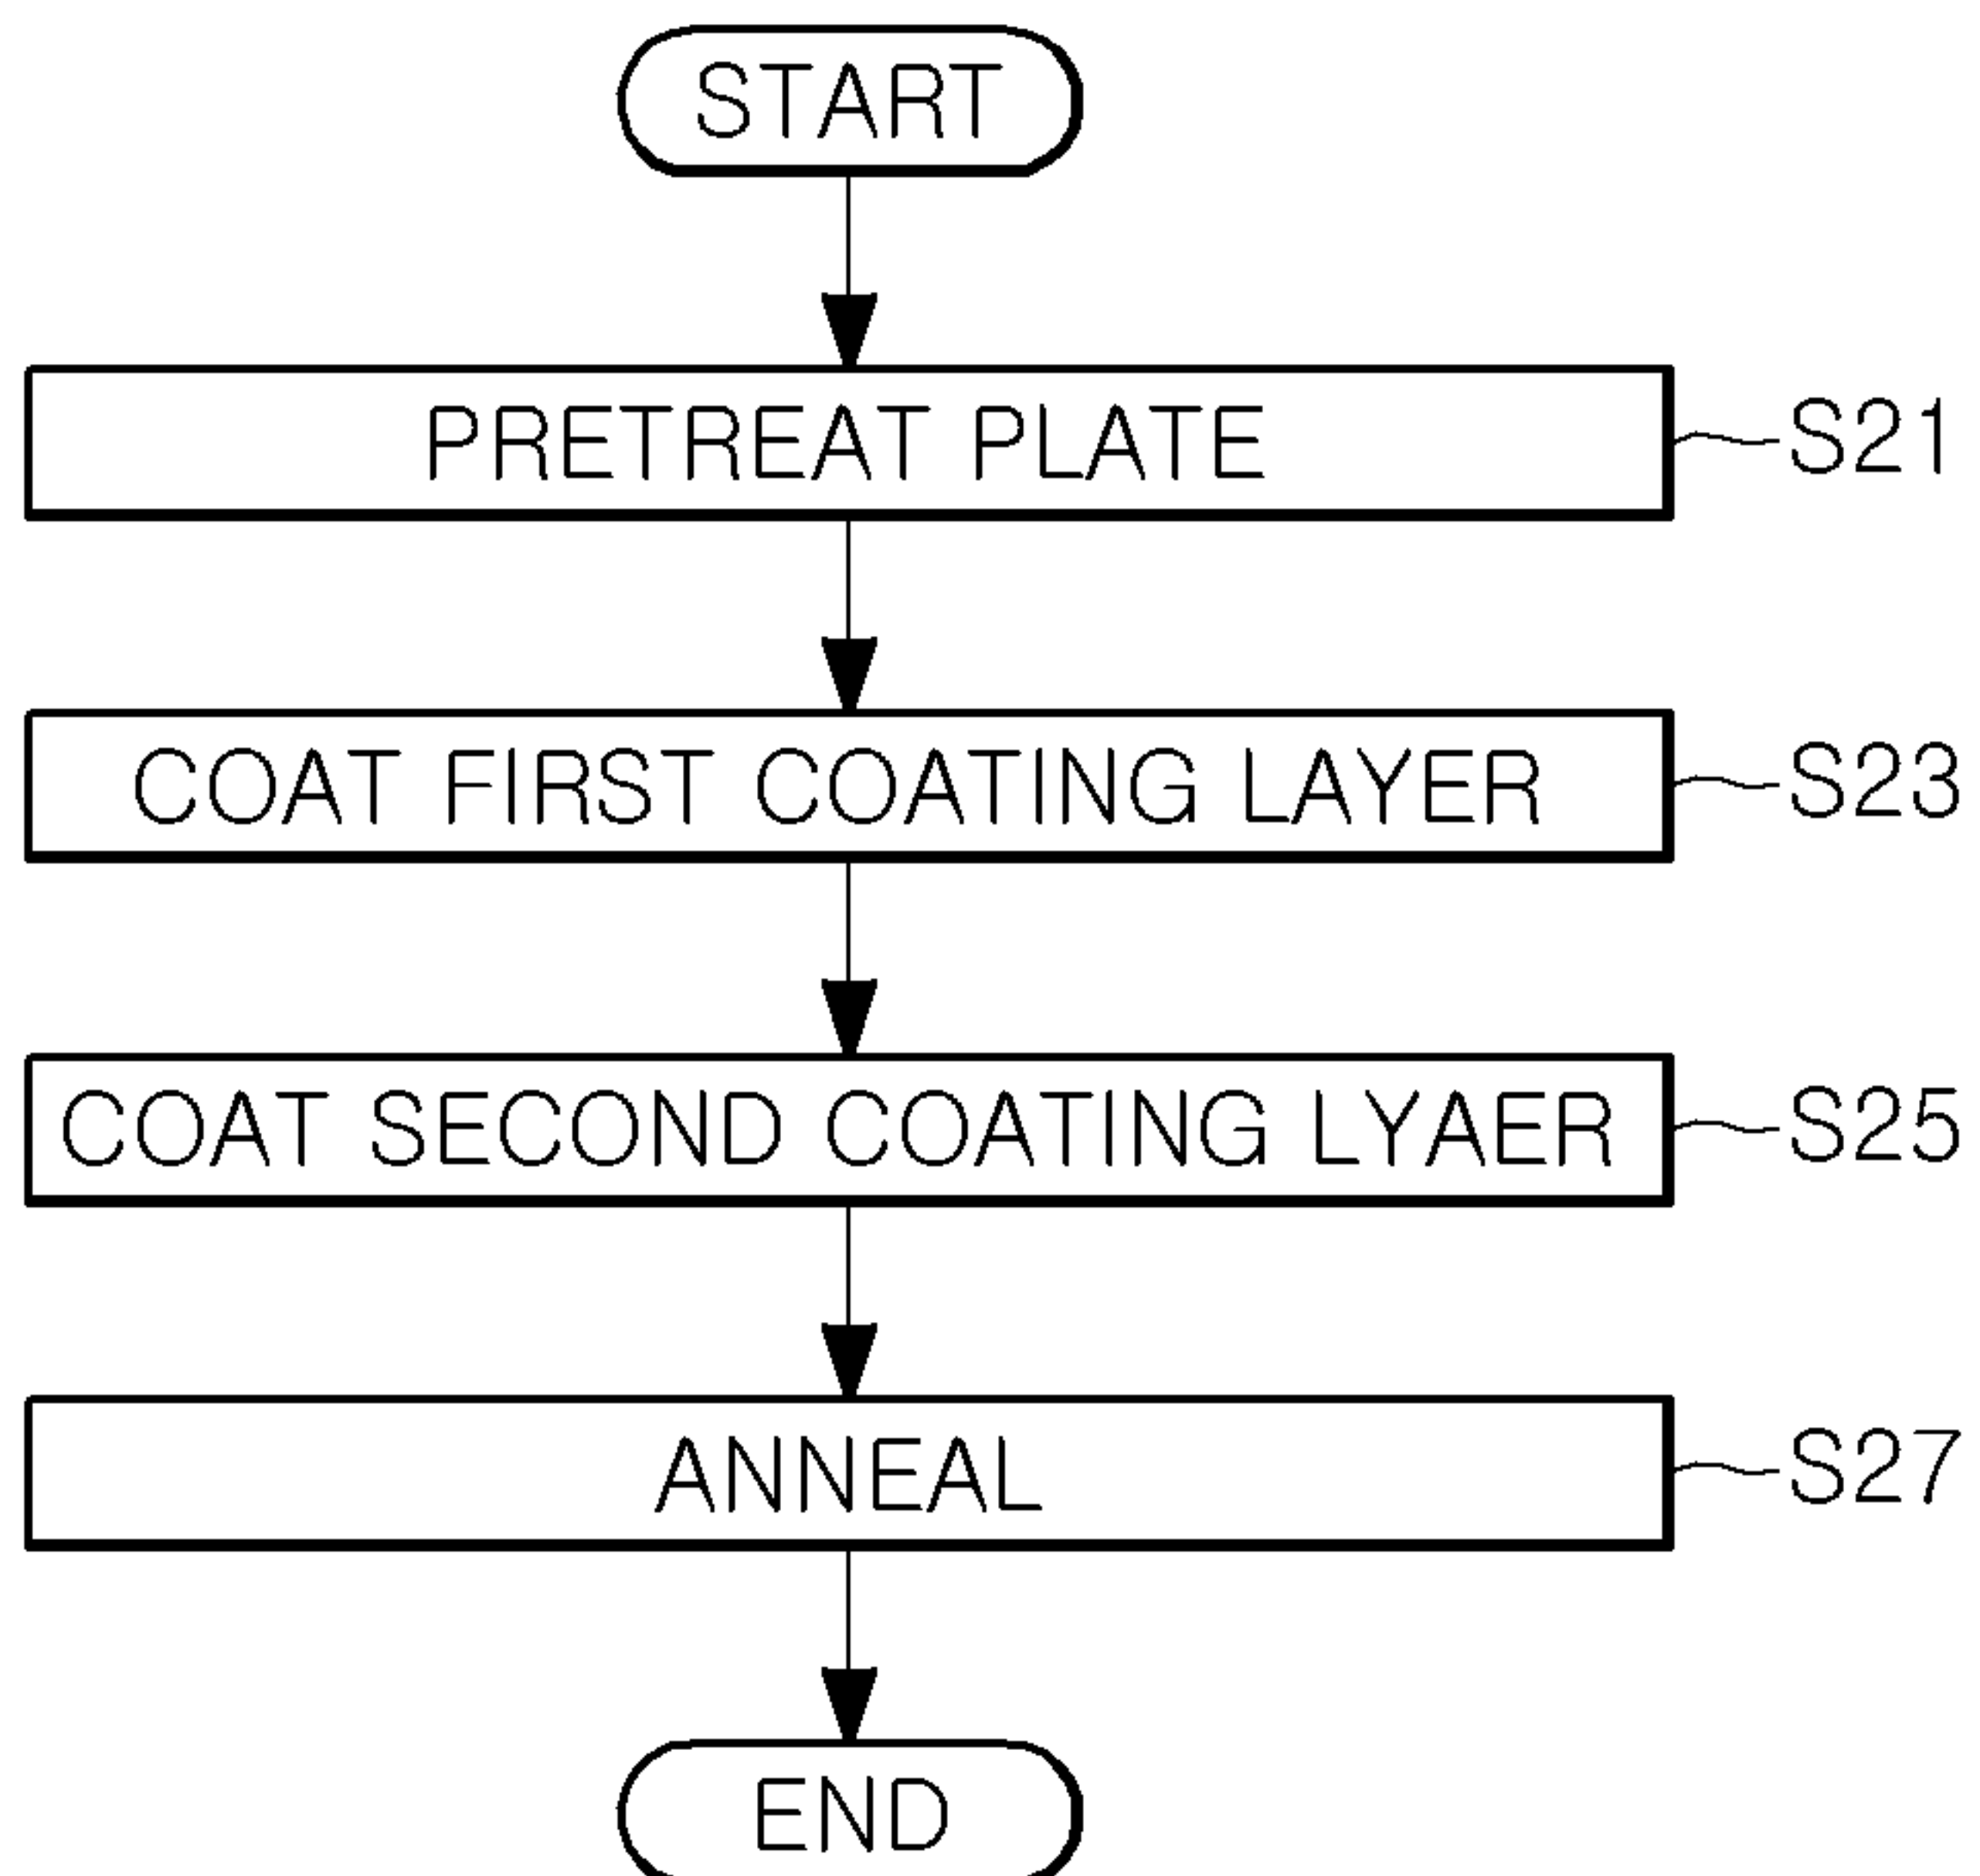 START
PRETREAT PLATE S21
COAT FIRST COATING LAYER S23
COAT SECOND COATING LYAER S25
ANNEAL S27
END